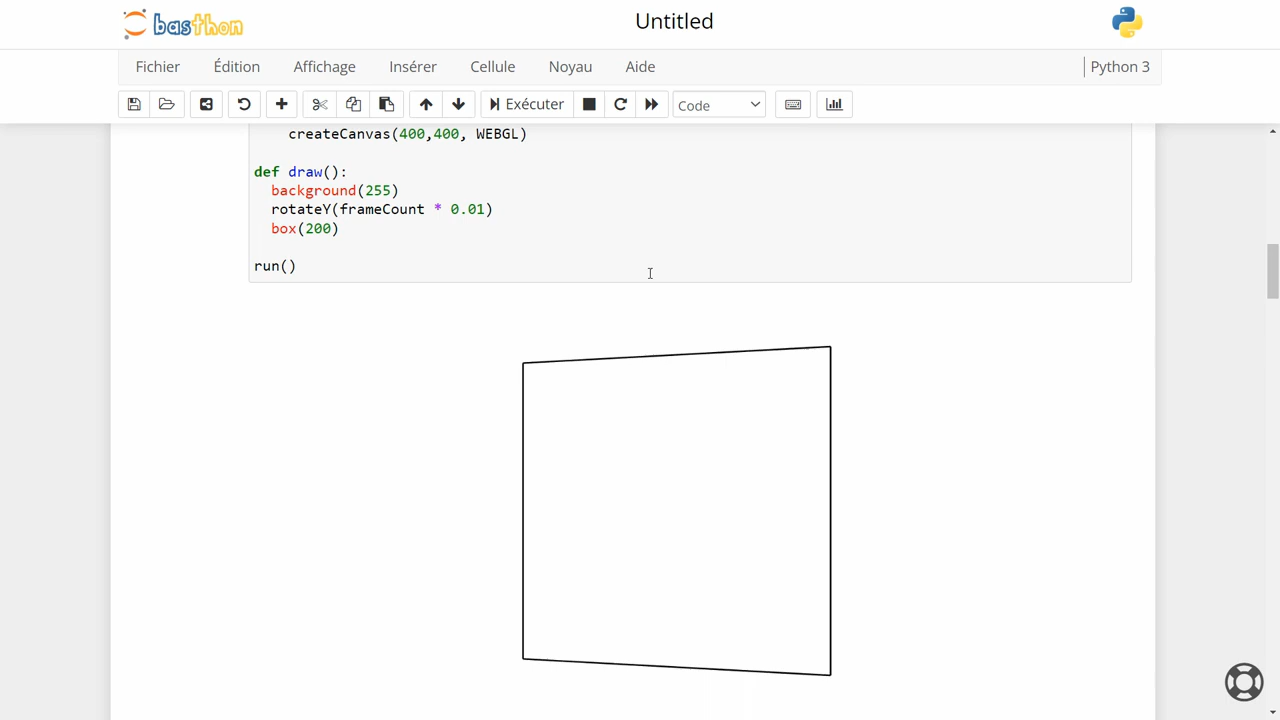 basthon
Untitled
Fichier Édition Affichage Insérer Cellule Noyau Aide Python 3
Exécuter Code
createCanvas(400,400, WEBGL)
def draw():
background(255)
rotateY(frameCount * 0.01)
box(200)
run()